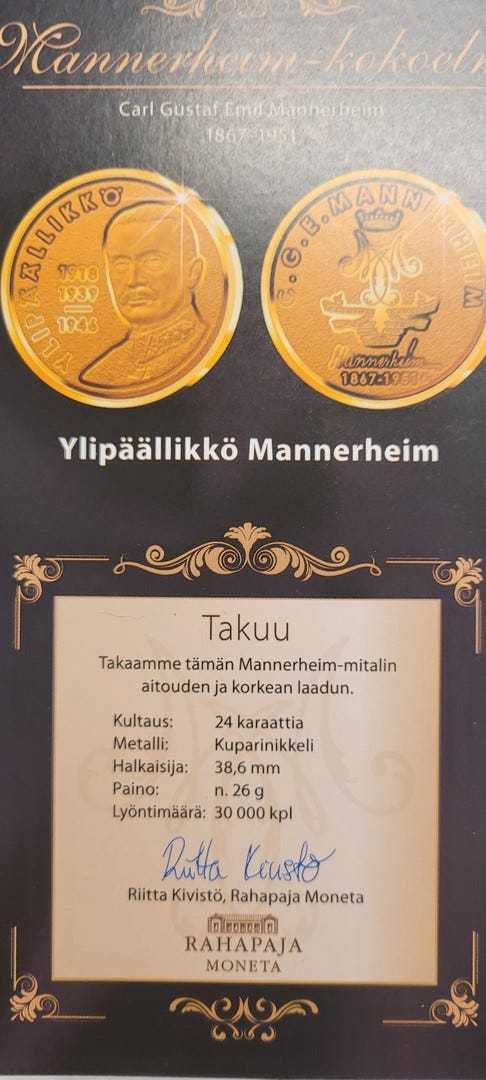 Mannerheim-kokoelm
Carl Gustaf Emil Mannerheim
1867-1951
YLIPÄÄLLIKKÖ
1918
1939
1946
C.G.E.MANNERHEIM
Mannerheim
1867-1951
Ylipäällikkö Mannerheim
Takuu
Takaamme tämän Mannerheim-mitalin
aitouden ja korkean laadun.
Kultaus: 24 karaattia
Metalli: Kuparinikkeli
Halkaisija: 38,6 mm
Paino: n. 26 g
Lyöntimäärä: 30 000 kpl
Riitta Kivistö
Riitta Kivistö, Rahapaja Moneta
RAHAPAJA
MONETA